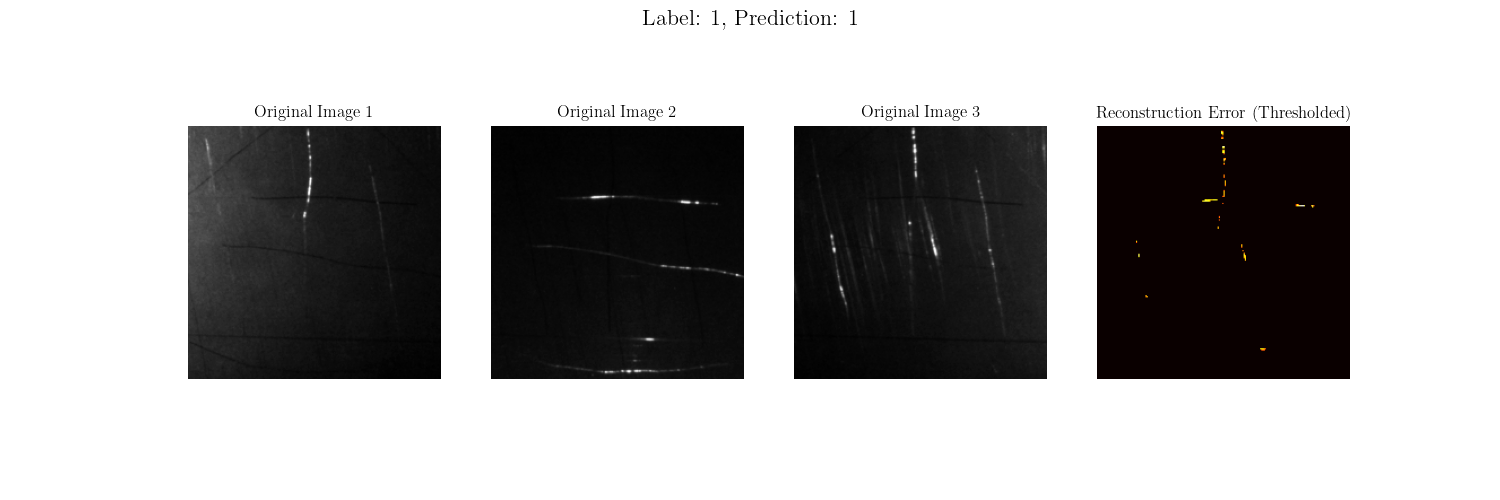 Label: 1, Prediction: 1
Original Image 1
Original Image 2
Original Image 3
Reconstruction Error (Thresholded)